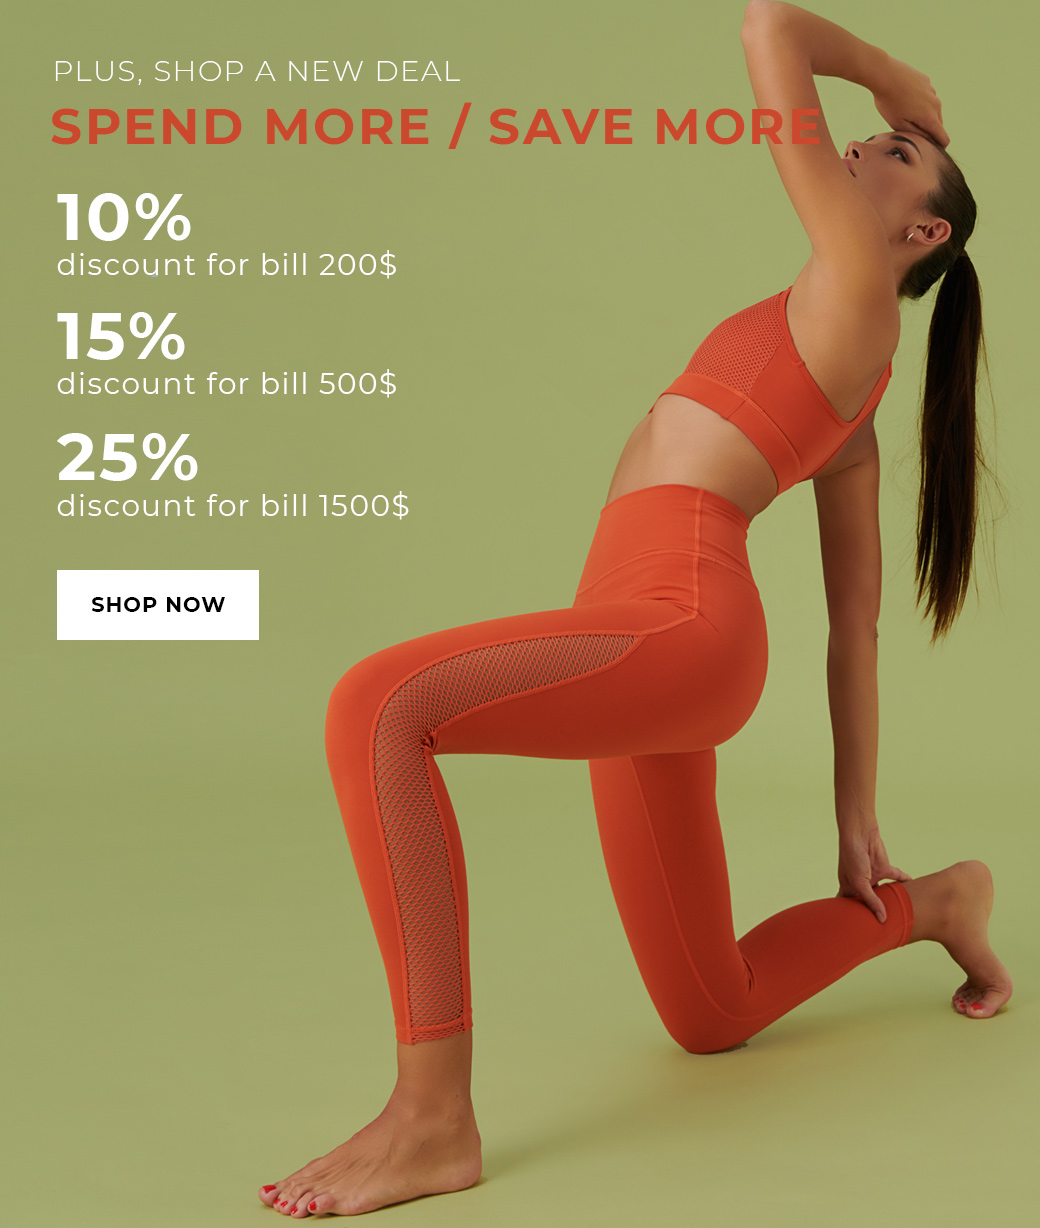 PLUS, SHOP A NEW DEAL
SPEND MORE / SAVE MORE
10%
discount for bill 200$
15%
discount for bill 500$
25%
discount for bill 1500$
SHOP NOW